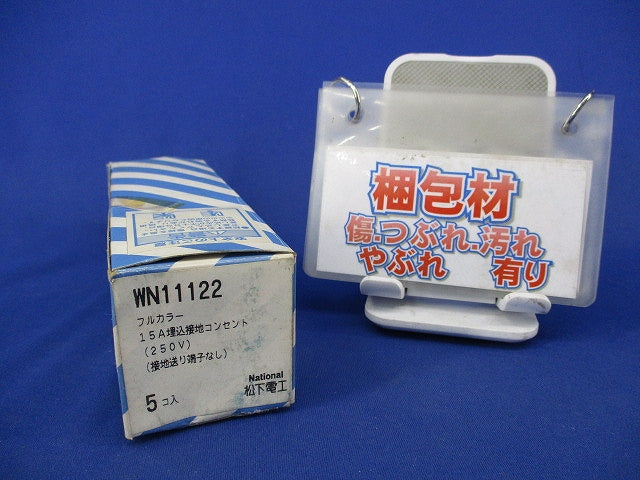 WN11122
フルカラー
15A埋込接地コンセント
(250V)
(接地送り端子なし)
5コ入
National
松下電工
梱包材
傷.つぶれ.汚れ
やぶれ 有り